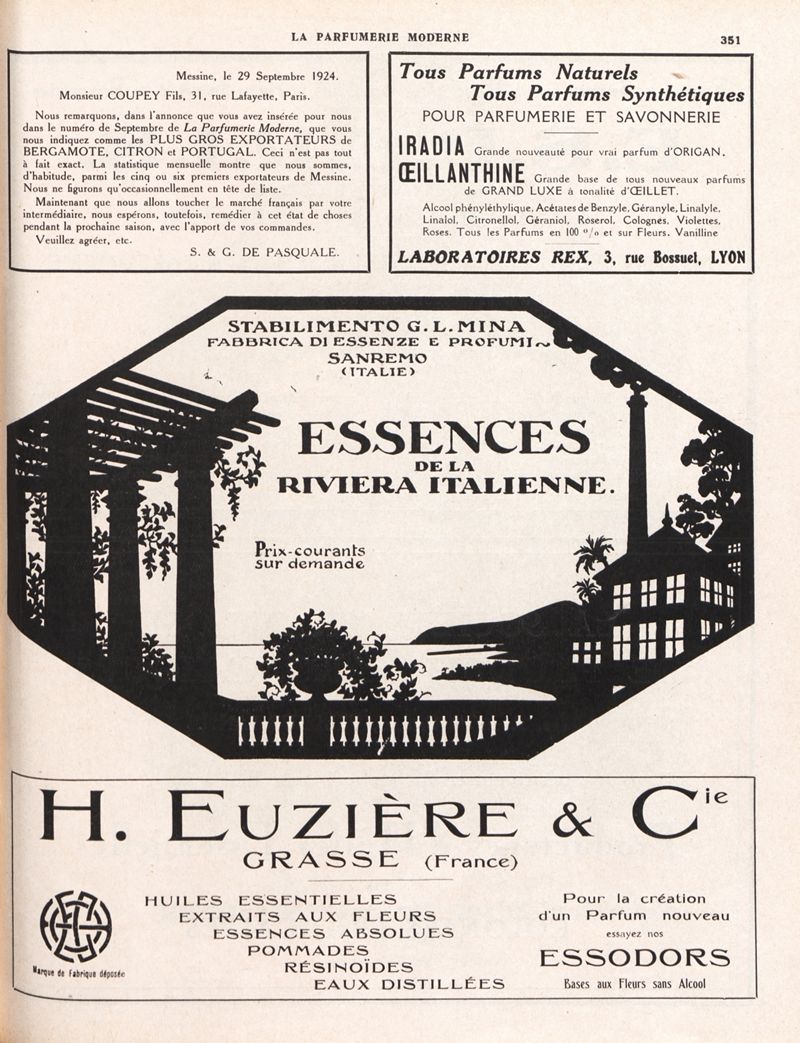 LA PARFUMERIE MODERNE
351
Messine, le 29 Septembre 1924.
Monsieur COUPEY Fils, 31, rue Lafayette, Paris.
Nous remarquons, dans l'annonce que vous avez insérée pour nous
dans le numéro de Septembre de La Parfumerie Moderne, que vous
nous indiquez comme les PLUS GROS EXPORTATEURS de
BERGAMOTE, CITRON et PORTUGAL. Ceci n'est pas tout
à fait exact. La statistique mensuelle montre que nous sommes,
d'habitude, parmi les cinq ou six premiers exportateurs de Messine.
Nous ne figurons qu'occasionnellement en tête de liste.
Maintenant que nous allons toucher le marché français par votre
intermédiaire, nous espérons, toutefois, remédier à cet état de choses
pendant la prochaine saison, avec l'apport de vos commandes.
Veuillez agréer, etc.
S. & G. DE PASQUALE.
Tous Parfums Naturels
Tous Parfums Synthétiques
POUR PARFUMERIE ET SAVONNERIE
IRADIA Grande nouveauté pour vrai parfum d'ORIGAN.
ŒILLANTHINE Grande base de tous nouveaux parfums
de GRAND LUXE à tonalité d'ŒILLET.
Alcool phényléthylique, Acétates de Benzyle, Géranyle, Linalyle,
Linalol, Citronellol, Géraniol, Roserol, Colognes, Violettes,
Roses. Tous les Parfums en 100 % et sur Fleurs. Vanilline
LABORATOIRES REX, 3, rue Bossuet, LYON
STABILIMENTO G. L. MINA
FABBRICA DI ESSENZE E PROFUMI
SANREMO
(ITALIE)
ESSENCES
DE LA
RIVIERA ITALIENNE.
Prix-courants
sur demande
H. EUZIÈRE & Cie
GRASSE (France)
HUILES ESSENTIELLES
EXTRAITS AUX FLEURS
ESSENCES ABSOLUES
POMMADES
RÉSINOÏDES
EAUX DISTILLÉES
Marque de Fabrique déposée
Pour la création
d'un Parfum nouveau
essayez nos
ESSODORS
Bases aux Fleurs sans Alcool